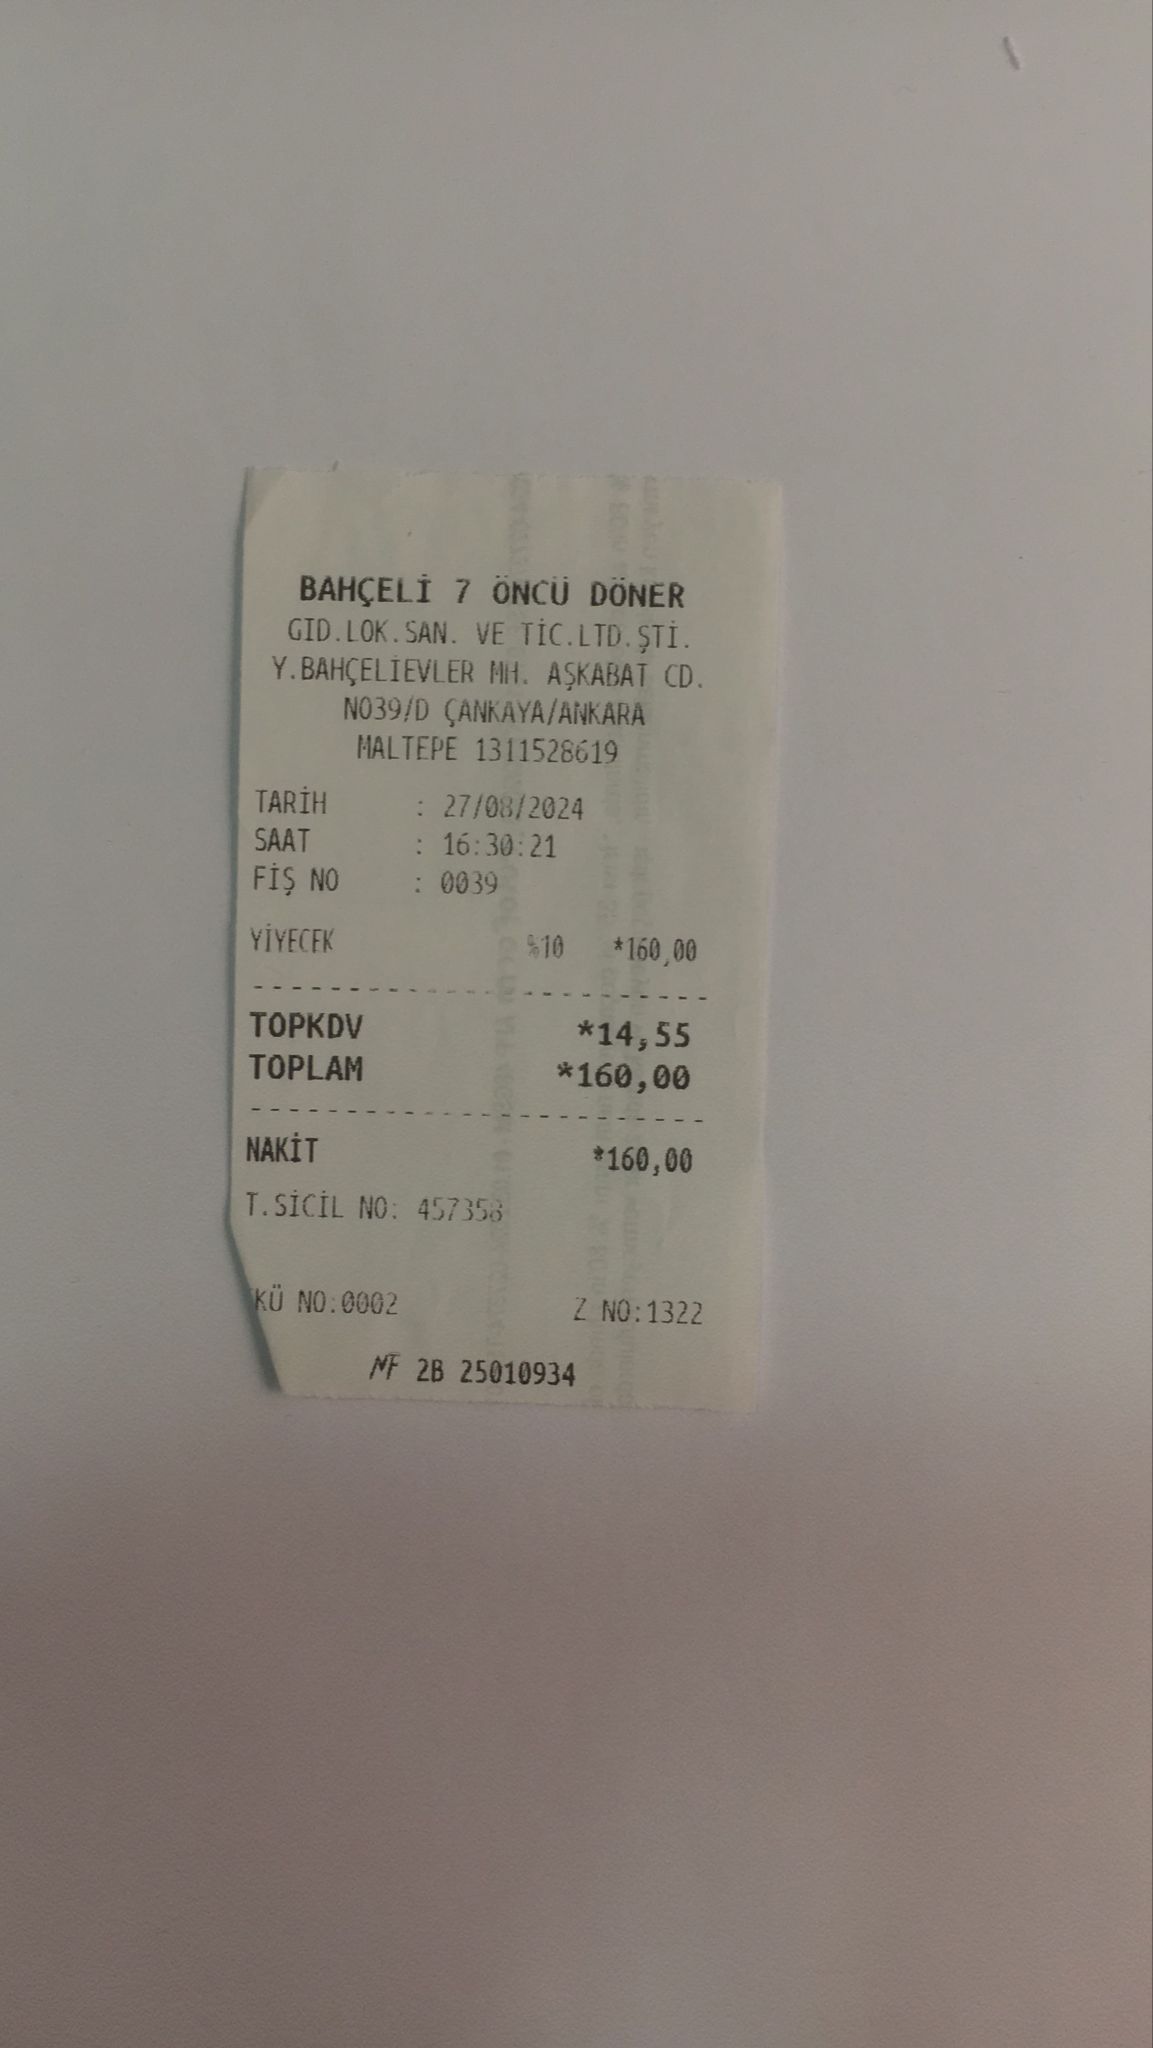 BAHÇELİ 7 ÖNCÜ DÖNER
GID.LOK.SAN. VE TİC.LTD.ŞTİ.
Y.BAHÇELİEVLER MH. AŞKABAT CD.
NO39/D ÇANKAYA/ANKARA
MALTEPE 1311528619
TARİH : 27/08/2024
SAAT : 16:30:21
FİŞ NO : 0039
YİYECEK %10 *160,00
TOPKDV *14,55
TOPLAM *160,00
NAKİT *160,00
T.SİCİL NO: 457358
KÜ NO:0002 Z NO:1322
MF 2B 25010934